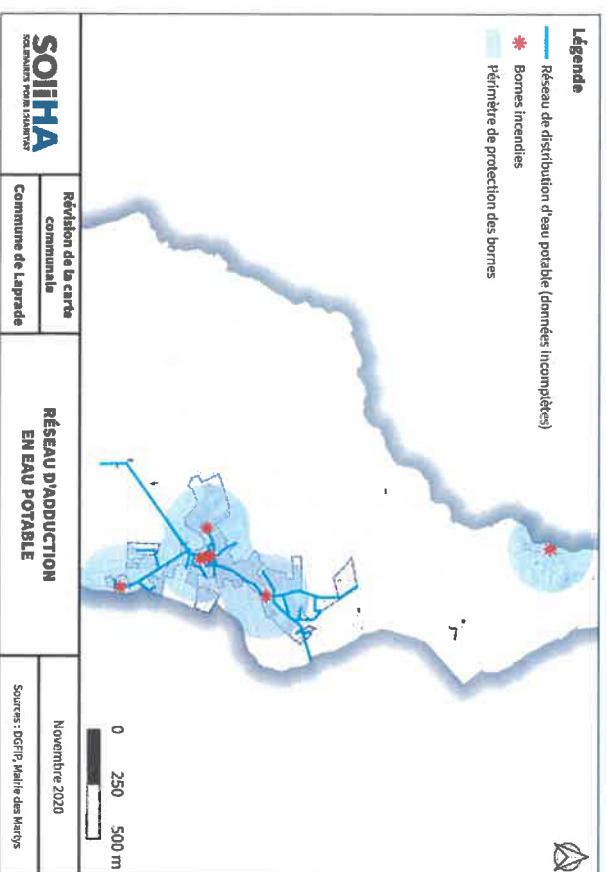 Légende
Réseau de distribution d'eau potable (données incomplètes)
Bornes incendies
Périmètre de protection des bornes
0 250 500 m
SOliHA
SOLIDAIRES POUR L'HABITAT
Révision de la carte
communale
Commune de Laprade
RÉSEAU D'ADDUCTION
EN EAU POTABLE
Novembre 2020
Sources : DGFIP, Mairie des Martys